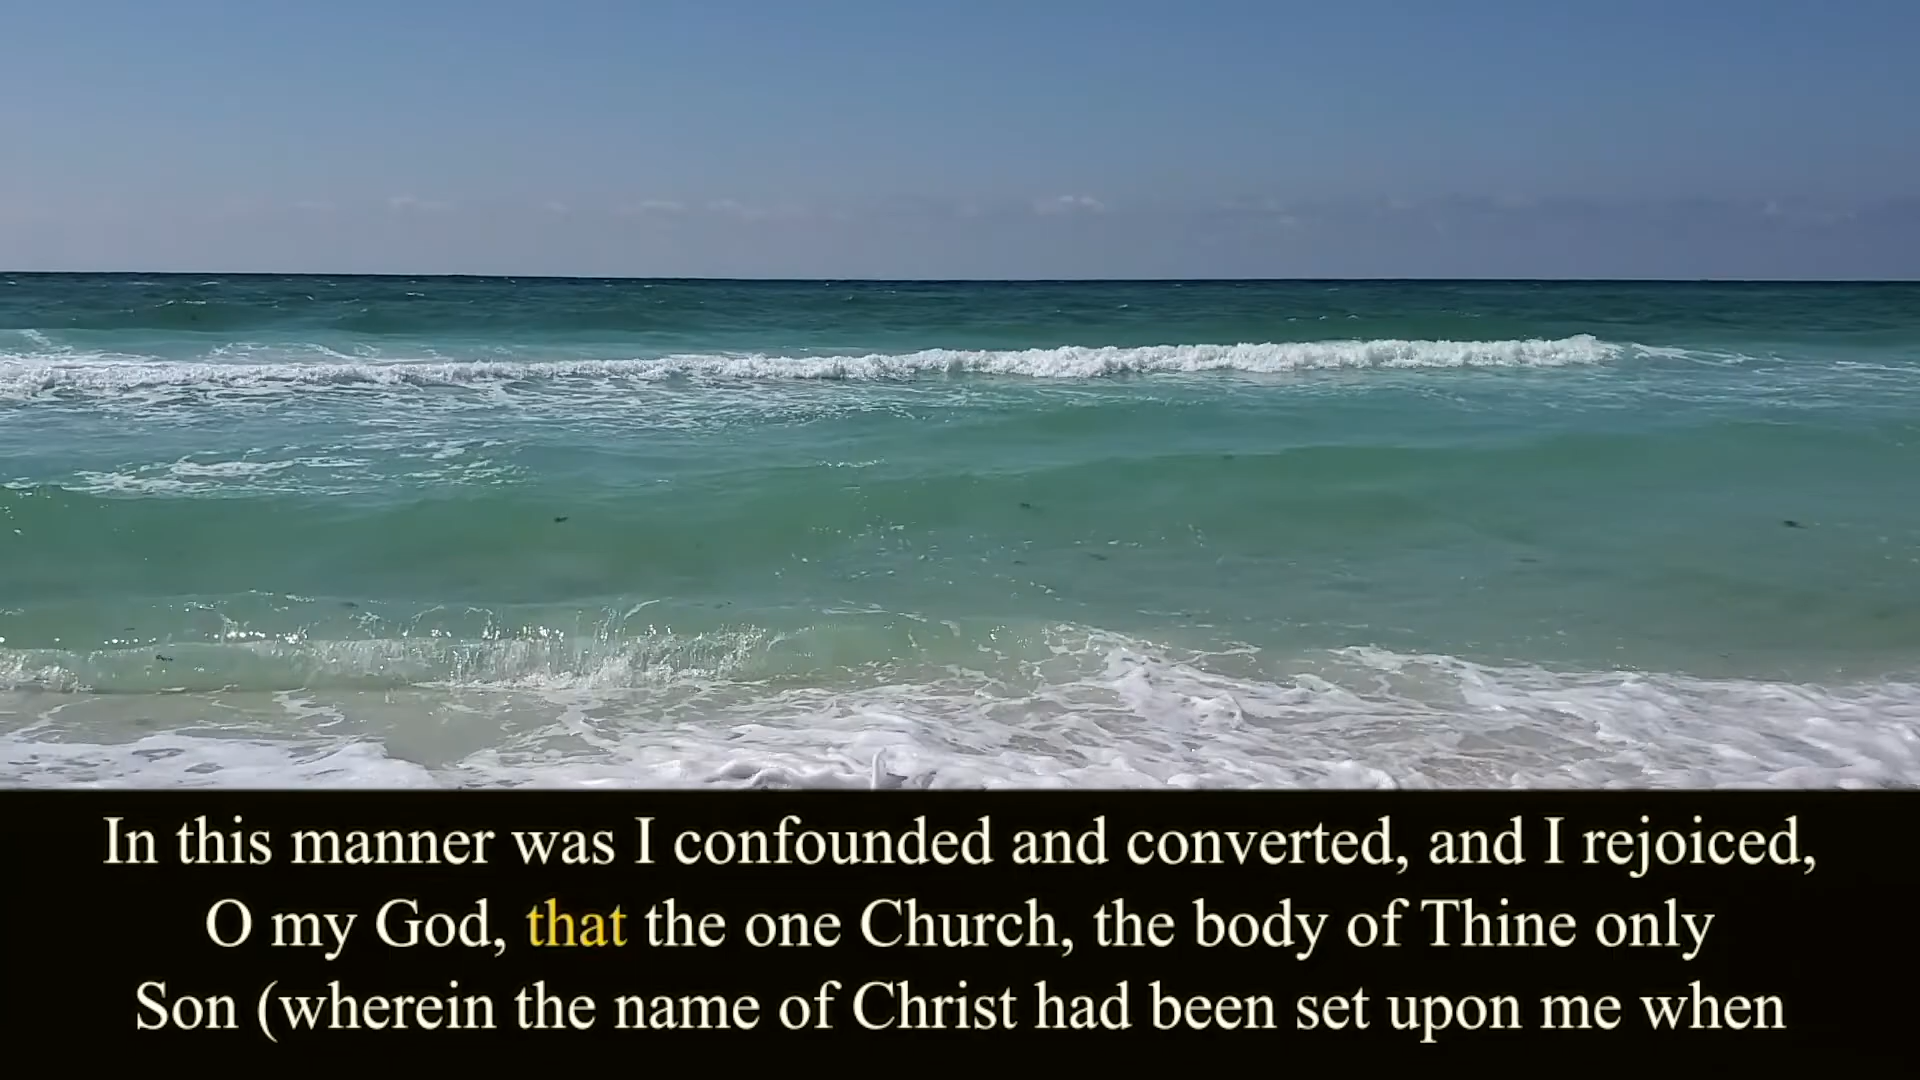 In this manner was I confounded and converted, and I rejoiced,
O my God, that the one Church, the body of Thine only
Son (wherein the name of Christ had been set upon me when